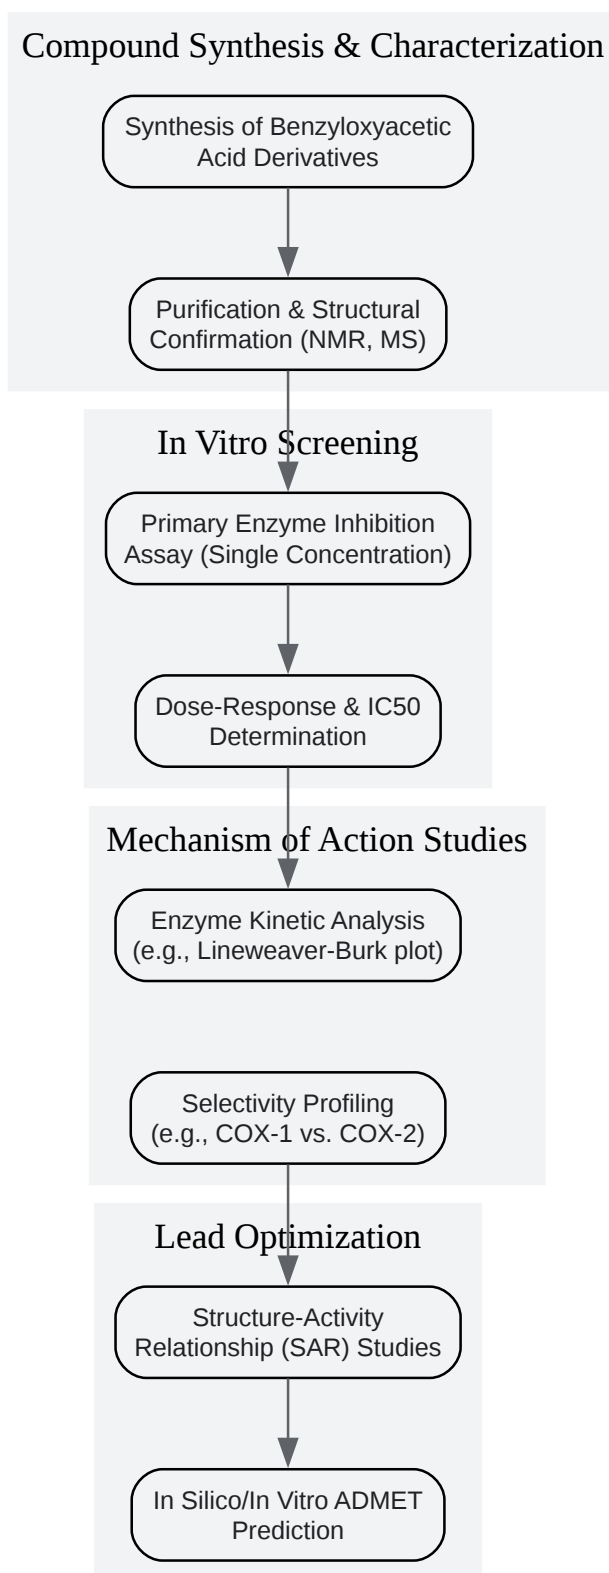 Compound Synthesis & Characterization
Synthesis of Benzyloxyacetic
Acid Derivatives
Purification & Structural
Confirmation (NMR, MS)
In Vitro Screening
Primary Enzyme Inhibition
Assay (Single Concentration)
Dose-Response & IC50
Determination
Mechanism of Action Studies
Enzyme Kinetic Analysis
(e.g., Lineweaver-Burk plot)
Selectivity Profiling
(e.g., COX-1 vs. COX-2)
Lead Optimization
Structure-Activity
Relationship (SAR) Studies
In Silico/In Vitro ADMET
Prediction